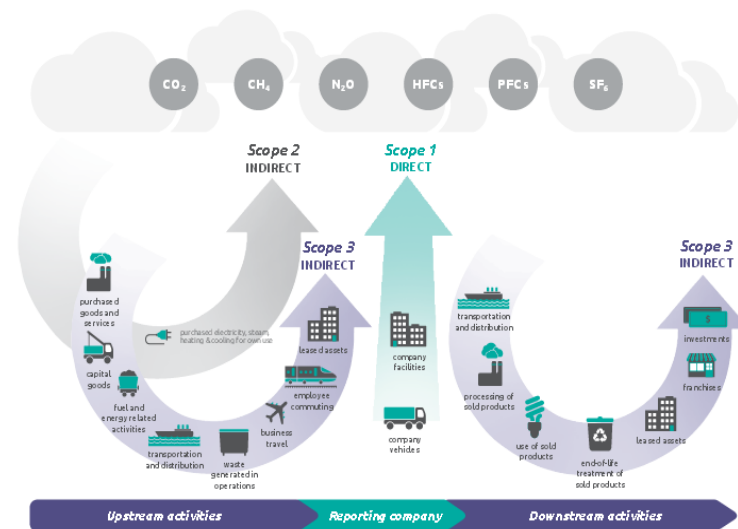 CO₂
CH₄
N₂O
HFCs
PFCs
SF₆
Scope 2
INDIRECT
Scope 1
DIRECT
Scope 3
INDIRECT
Scope 3
INDIRECT
purchased
goods and
services
capital
goods
fuel and
energy related
activities
transportation
and distribution
waste
generated in
operations
business
travel
employee
commuting
leased assets
purchased electricity, steam,
heating & cooling for own use
company
facilities
company
vehicles
transportation
and distribution
processing of
sold products
use of sold
products
end-of-life
treatment of
sold products
leased assets
franchises
investments
$
Upstream activities
Reporting company
Downstream activities